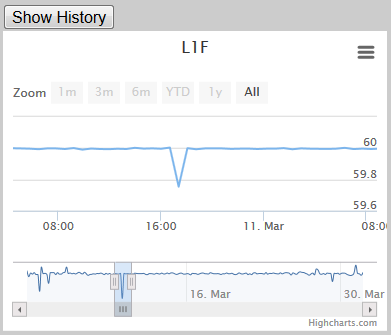 Show History
L1F
Zoom 1m 3m 6m YTD 1y All
60
59.8
59.6
08:00 16:00 11. Mar 08:00
16. Mar 30. Mar
Highcharts.com